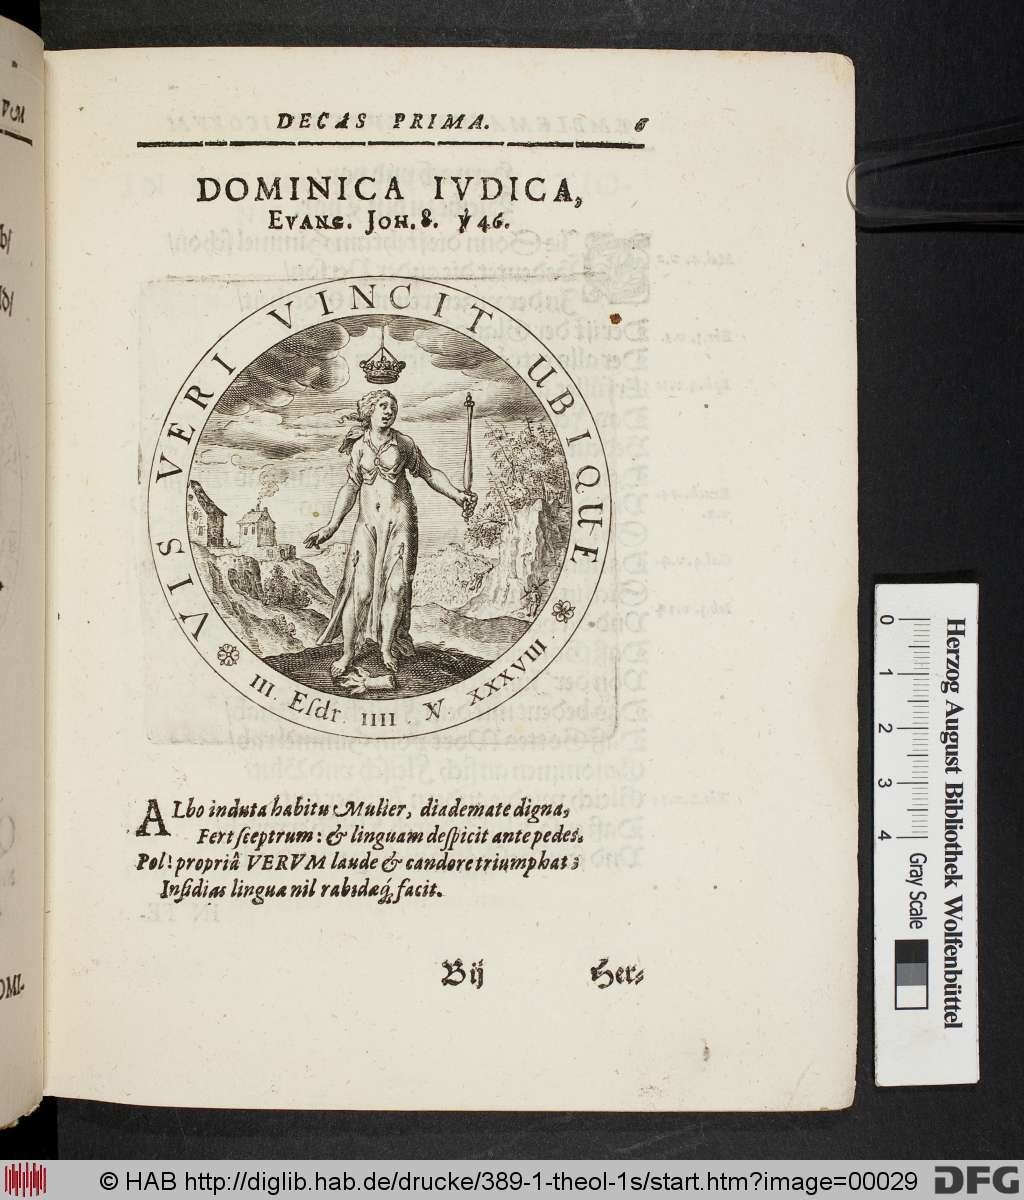 DECAS PRIMA. 6
DOMINICA IVDICA,
EVANG. JOH. 8. ℣ 46.
VIS VERI VINCIT UBIQUE
III. Eſdr. IIII. ℣ XXXVIII
ALbo induta habitu Mulier, diademate digna,
Fert ſceptrum: & linguam deſpicit ante pedes.
Pol! propriâ VERVM laude & candore triumphat;
Inſidias linguæ nil rabidæq́; facit.
Bij Her-
OMI-
Herzog August Bibliothek Wolfenbüttel
0 1 2 3 4
Gray Scale
© HAB http://diglib.hab.de/drucke/389-1-theol-1s/start.htm?image=00029
DFG